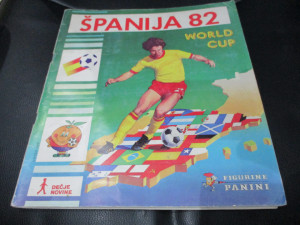 ŠPANIJA 82
WORLD
CUP
DEČJE
NOVINE
FIGURINE
PANINI